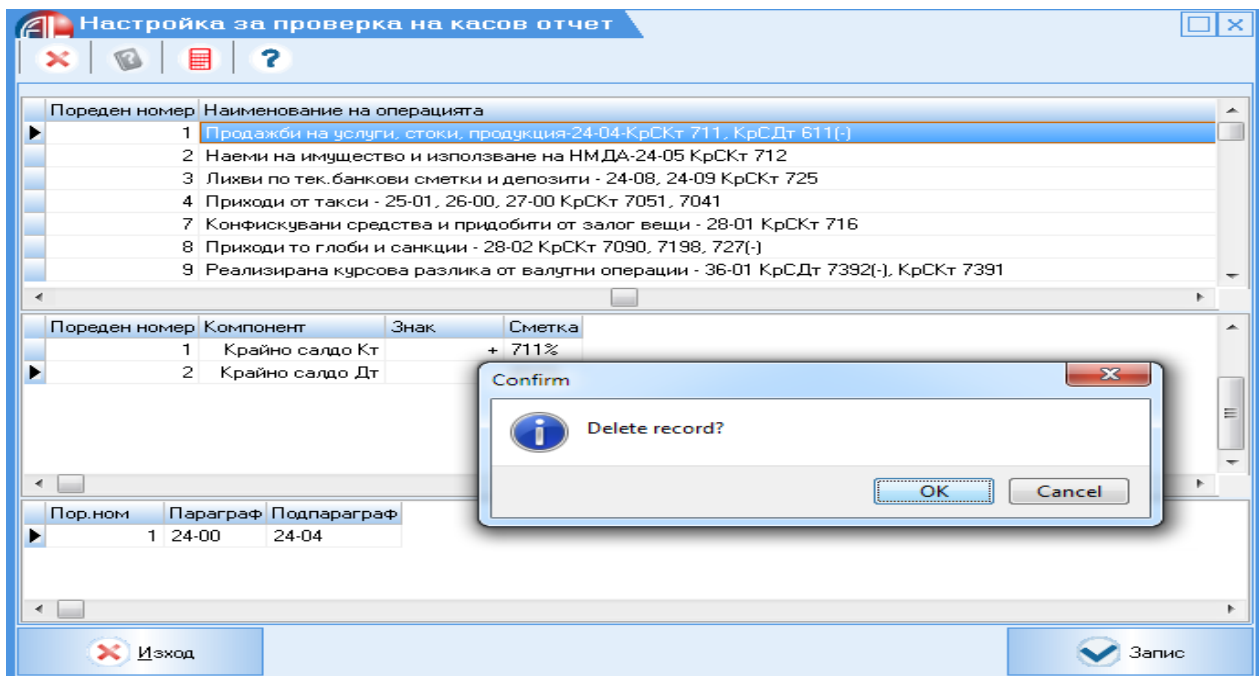 Настройка за проверка на касов отчет
Пореден номер Наименование на операцията
1 Продажби на услуги, стоки, продукция-24-04-КрСКт 711, КрСДт 611(-)
2 Наеми на имущество и използване на НМДА-24-05 КрСКт 712
3 Лихви по тек.банкови сметки и депозити - 24-08, 24-09 КрСКт 725
4 Приходи от такси - 25-01, 26-00, 27-00 КрСКт 7051, 7041
7 Конфискувани средства и придобити от залог вещи - 28-01 КрСКт 716
8 Приходи то глоби и санкции - 28-02 КрСКт 7090, 7198, 727(-)
9 Реализирана курсова разлика от валутни операции - 36-01 КрСДт 7392(-), КрСКт 7391
Пореден номер Компонент Знак Сметка
1 Крайно салдо Кт + 711%
2 Крайно салдо Дт
Confirm
Delete record?
OK Cancel
Пор.ном Параграф Подпараграф
1 24-00 24-04
Изход Запис